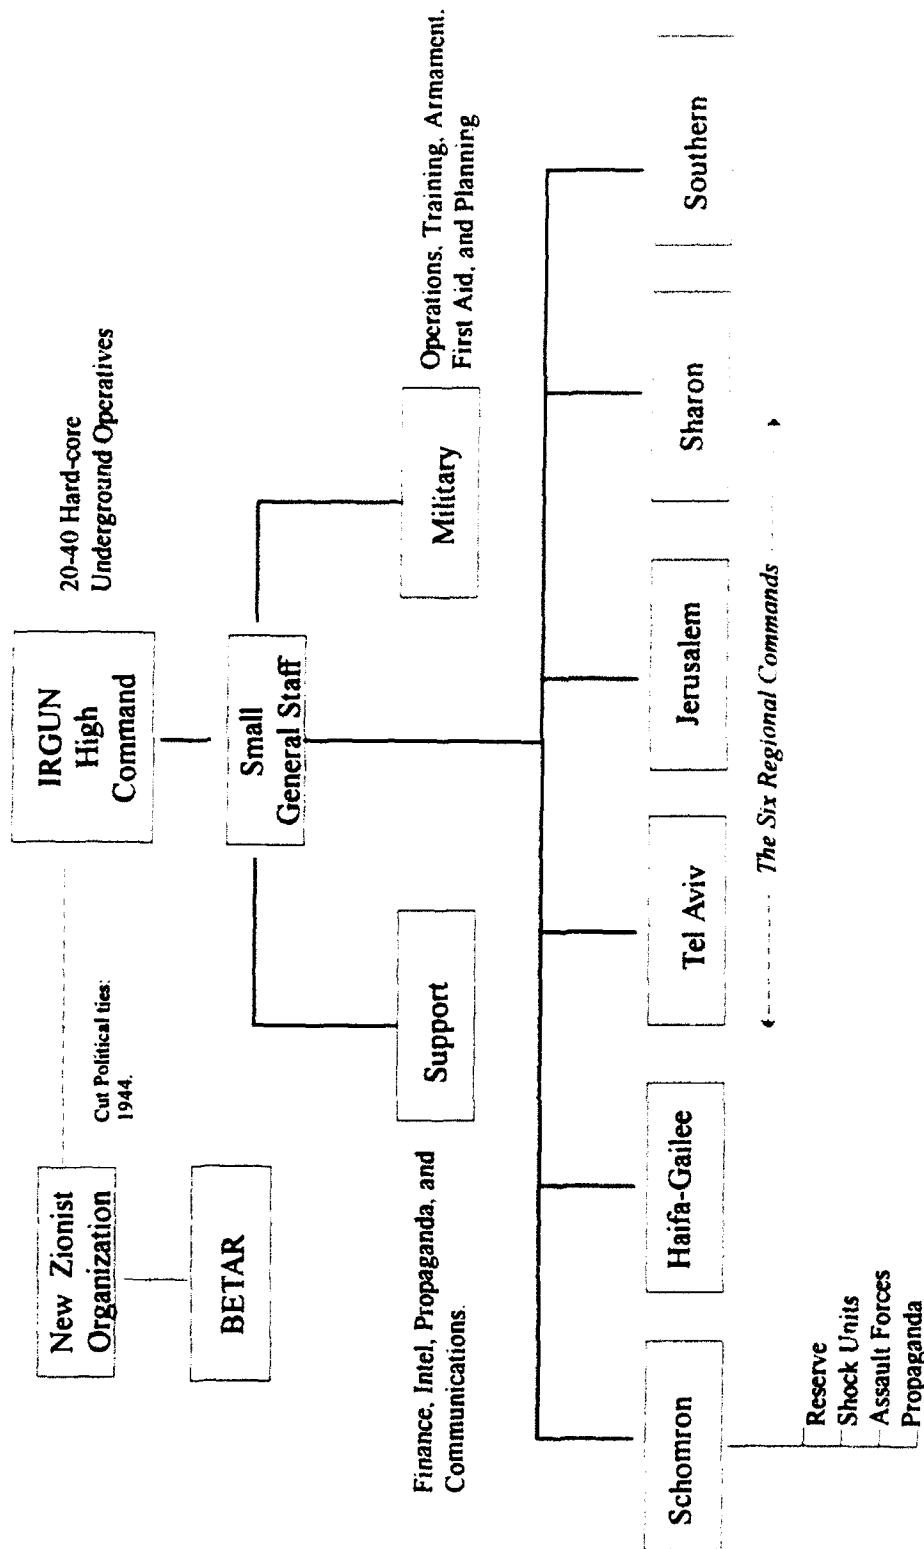 New Zionist
Organization
BETAR
Cut Political ties:
1944.
IRGUN
High
Command
20-40 Hard-core
Underground Operatives
Small
General Staff
Support
Finance, Intel, Propaganda, and
Communications.
Military
Operations, Training, Armament.
First Aid, and Planning
Schomron
Haifa-Gailee
Tel Aviv
Jerusalem
Sharon
Southern
The Six Regional Commands
Reserve
Shock Units
Assault Forces
Propaganda